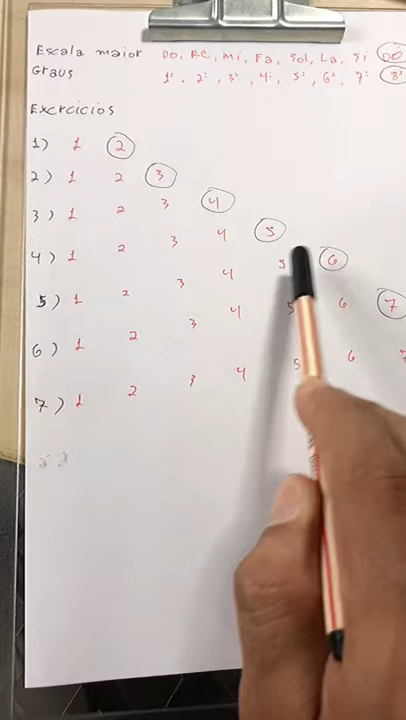 Escala maior Do, Re, Mi, Fa, Sol, La, Si DO
Graus 1º, 2º, 3º, 4º, 5º, 6º, 7º 8º
Exercicios
1) 1 2
2) 1 2 3
3) 1 2 3 4
4) 1 2 3 4 5
5) 1 2 3 4 5 6
6) 1 2 3 4 5 6 7
7) 1 2 3 4 5 6 7